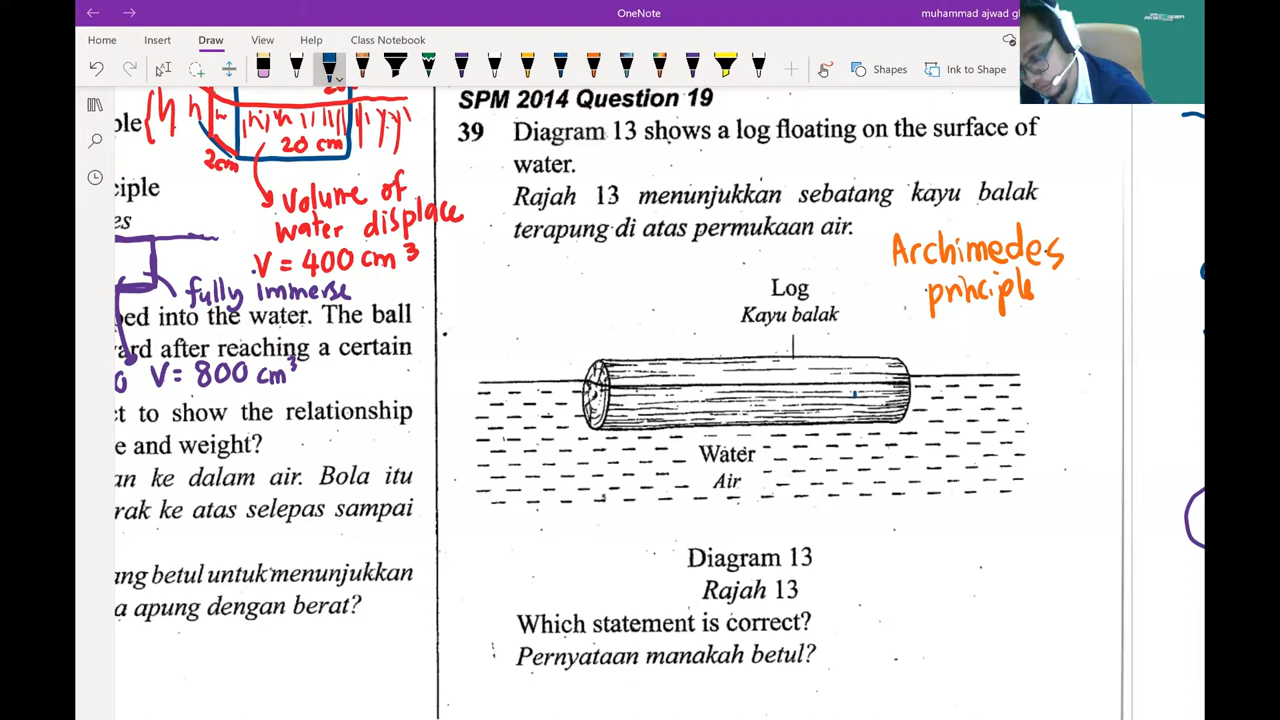 OneNote
muhammad ajwad gh
Home Insert Draw View Help Class Notebook
Shapes Ink to Shape
20 cm
2cm
h h
Volume of
water displace
V = 400 cm³
fully immerse
V = 800 cm³
ple
ciple
es
ped into the water. The ball
ard after reaching a certain
ct to show the relationship
e and weight?
an ke dalam air. Bola itu
rak ke atas selepas sampai
ang betul untuk menunjukkan
a apung dengan berat?
SPM 2014 Question 19
39 Diagram 13 shows a log floating on the surface of
water.
Rajah 13 menunjukkan sebatang kayu balak
terapung di atas permukaan air.
Archimedes
principle
Log
Kayu balak
Water
Air
Diagram 13
Rajah 13
Which statement is correct?
Pernyataan manakah betul?